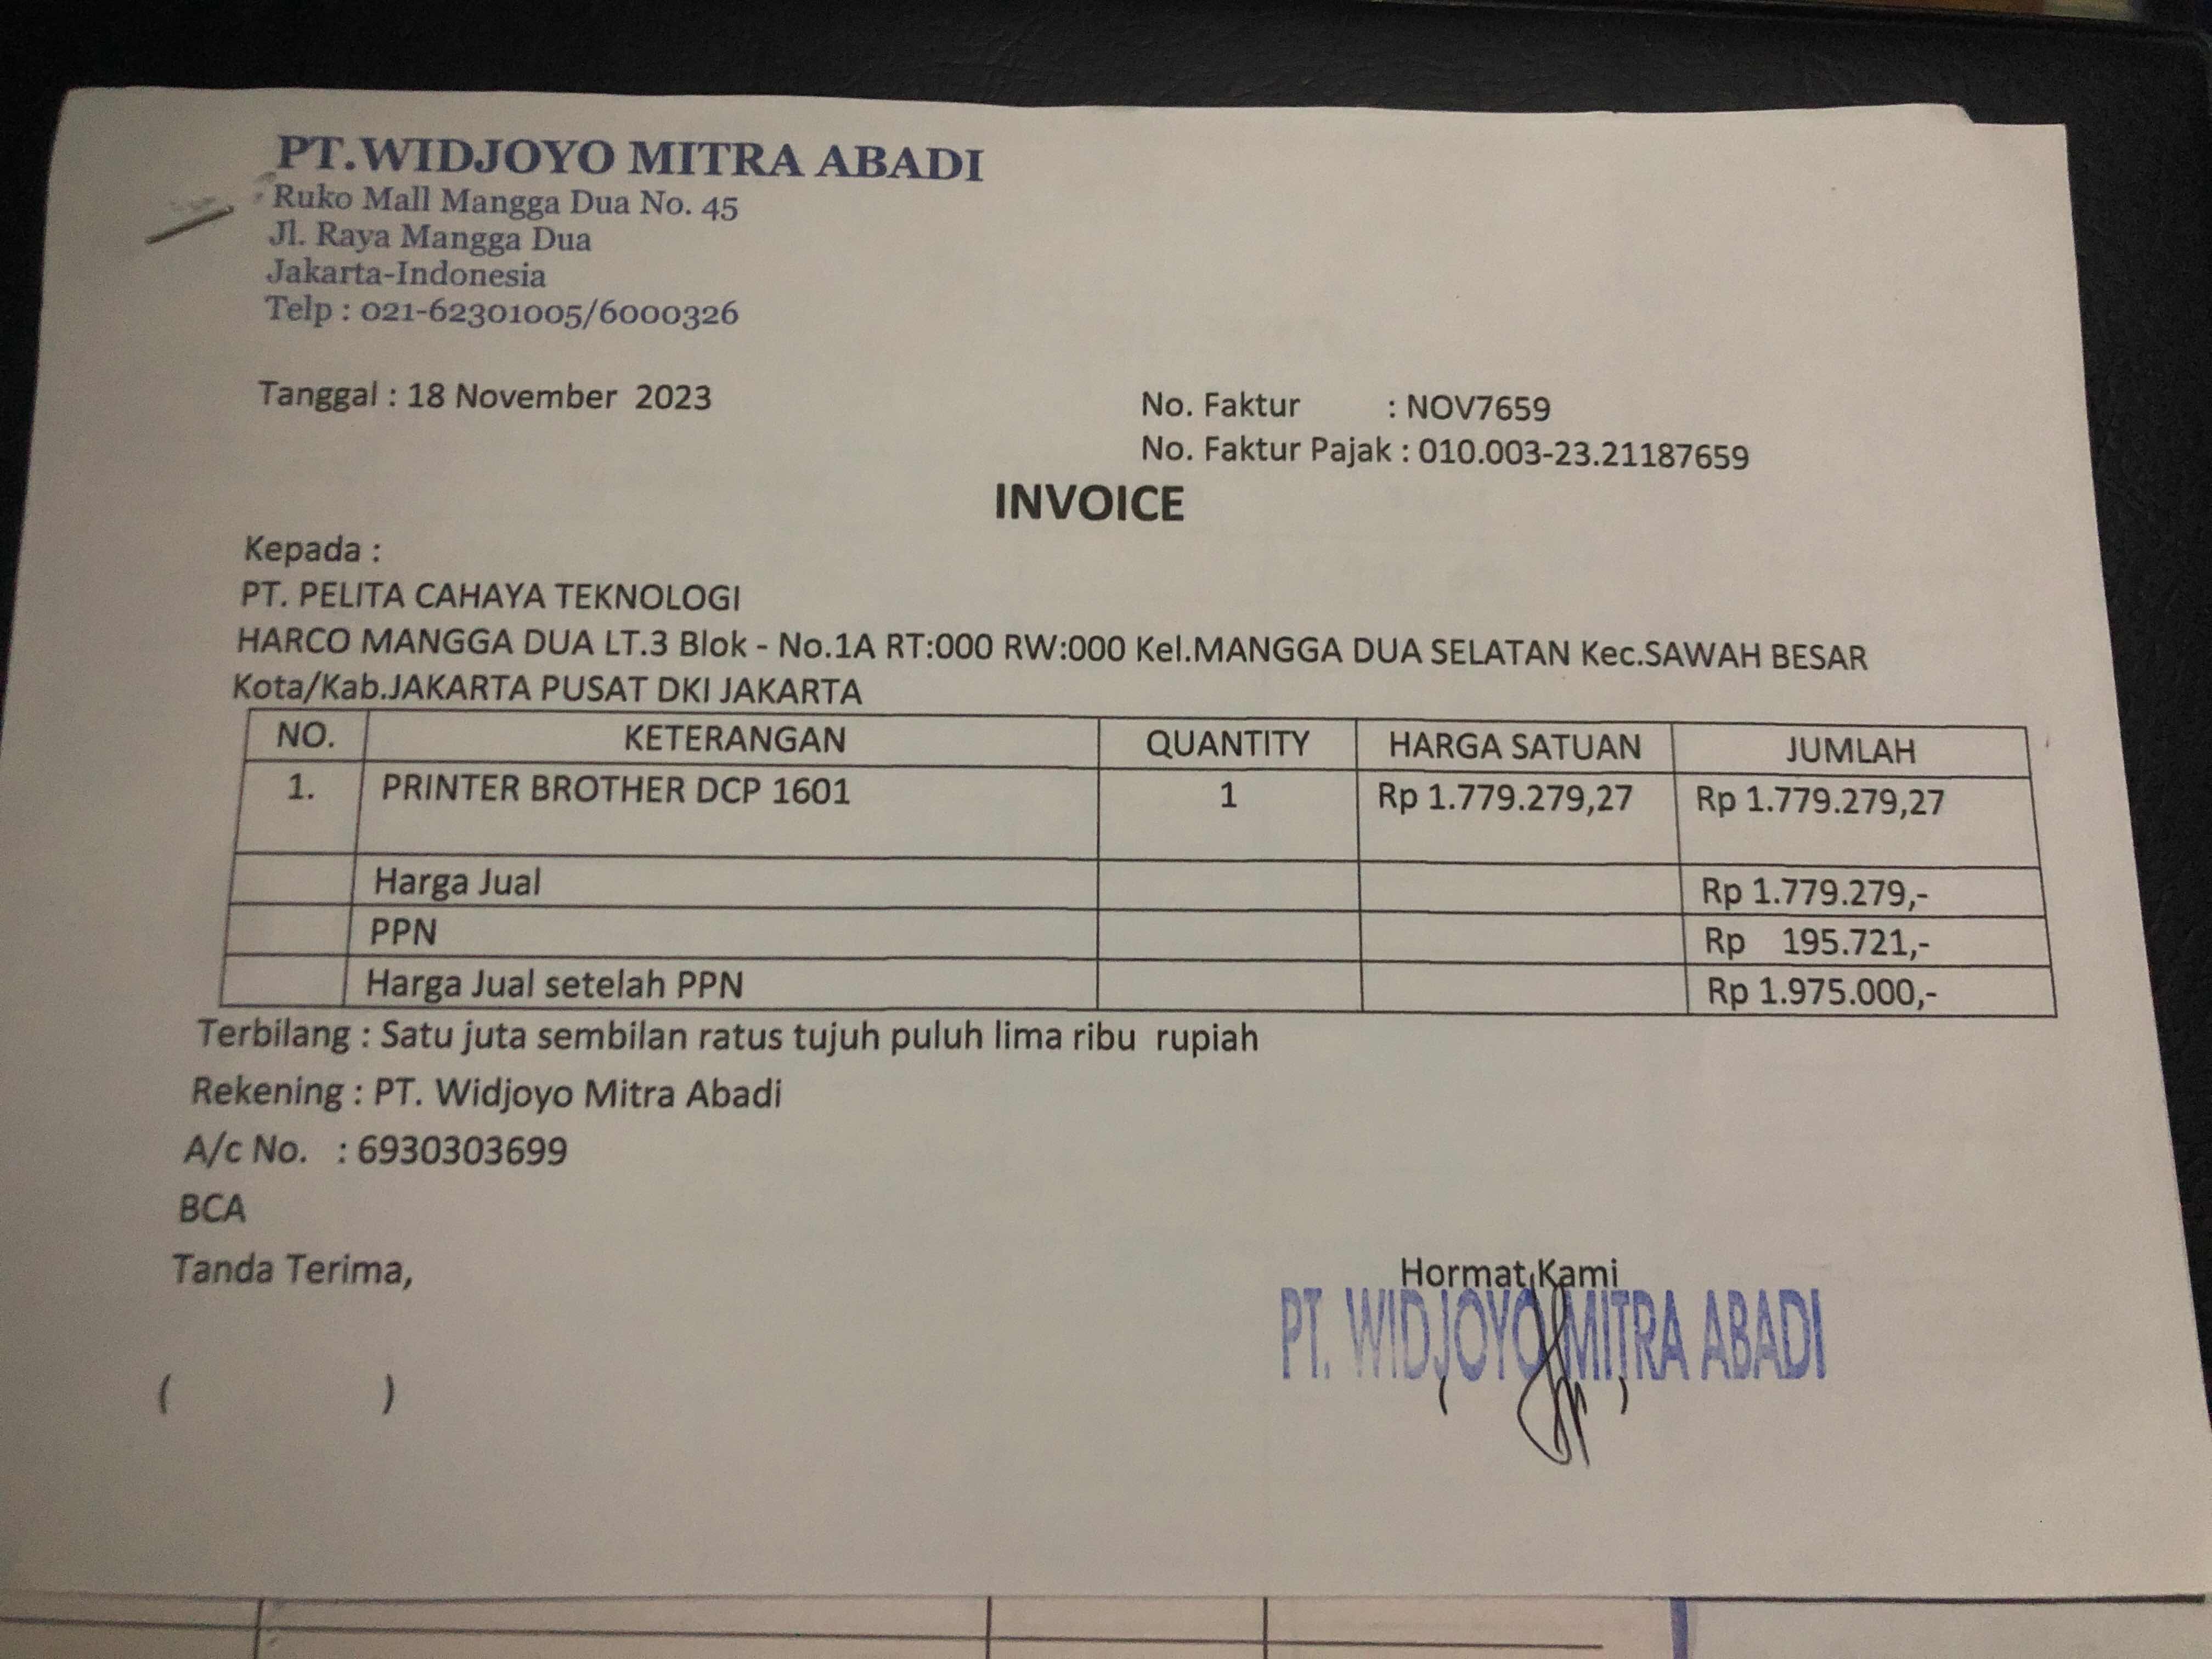 PT.WIDJOYO MITRA ABADI
Ruko Mall Mangga Dua No. 45
Jl. Raya Mangga Dua
Jakarta-Indonesia
Telp : 021-62301005/6000326
Tanggal : 18 November 2023
No. Faktur : NOV7659
No. Faktur Pajak : 010.003-23.21187659
INVOICE
Kepada :
PT. PELITA CAHAYA TEKNOLOGI
HARCO MANGGA DUA LT.3 Blok - No.1A RT:000 RW:000 Kel.MANGGA DUA SELATAN Kec.SAWAH BESAR
Kota/Kab.JAKARTA PUSAT DKI JAKARTA
NO. KETERANGAN QUANTITY HARGA SATUAN JUMLAH
1. PRINTER BROTHER DCP 1601 1 Rp 1.779.279,27 Rp 1.779.279,27
Harga Jual Rp 1.779.279,-
PPN Rp 195.721,-
Harga Jual setelah PPN Rp 1.975.000,-
Terbilang : Satu juta sembilan ratus tujuh puluh lima ribu rupiah
Rekening : PT. Widjoyo Mitra Abadi
A/c No. : 6930303699
BCA
Tanda Terima,
Hormat Kami
PT. WIDJOYO MITRA ABADI
( ) ( )